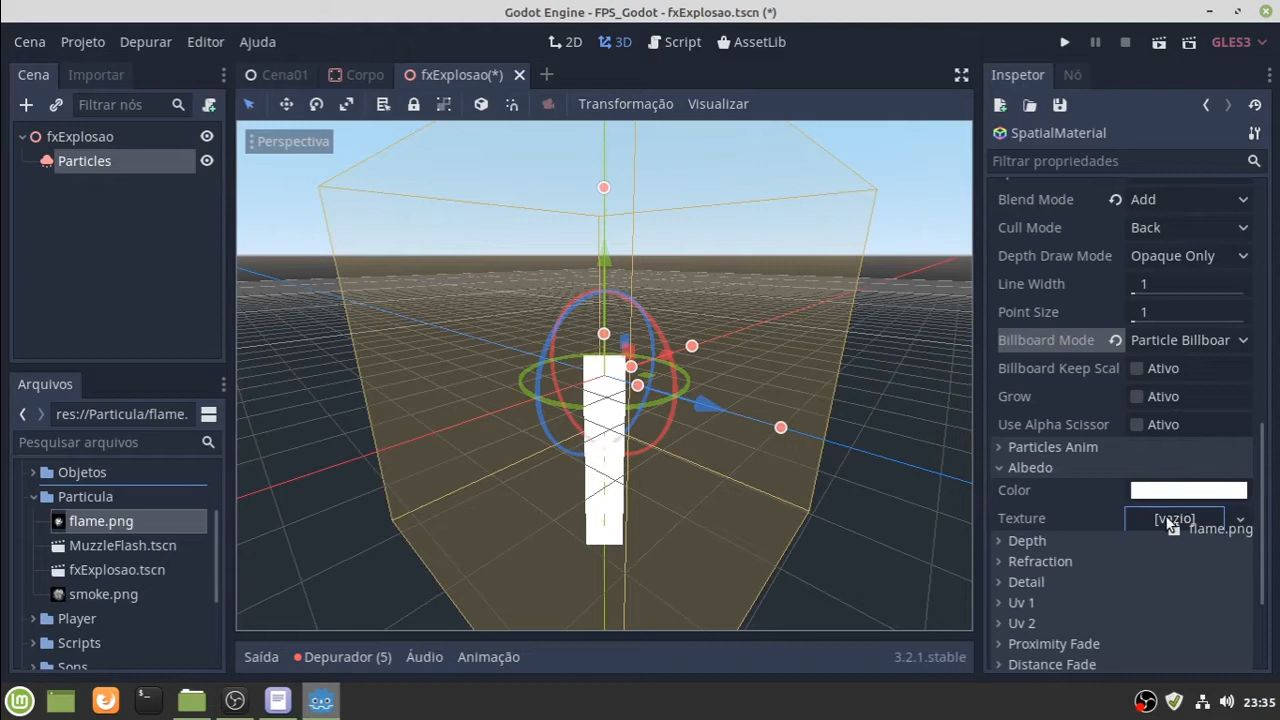 Godot Engine - FPS_Godot - fxExplosao.tscn (*)
Cena Projeto Depurar Editor Ajuda 2D 3D Script AssetLib GLES3
Cena Importar Cena01 Corpo fxExplosao(*) Inspetor Nó
Filtrar nós Transformação Visualizar
fxExplosao
Particles
Perspectiva
SpatialMaterial
Filtrar propriedades
Blend Mode Add
Cull Mode Back
Depth Draw Mode Opaque Only
Line Width 1
Point Size 1
Billboard Mode Particle Billboar
Billboard Keep Scal Ativo
Grow Ativo
Use Alpha Scissor Ativo
Particles Anim
Albedo
Color
Texture [vazio] flame.png
Depth
Refraction
Detail
Uv 1
Uv 2
Proximity Fade
Distance Fade
Arquivos
res://Particula/flame.
Pesquisar arquivos
Objetos
Particula
flame.png
MuzzleFlash.tscn
fxExplosao.tscn
smoke.png
Player
Scripts
Sons
Saída Depurador (5) Áudio Animação 3.2.1.stable
23:35